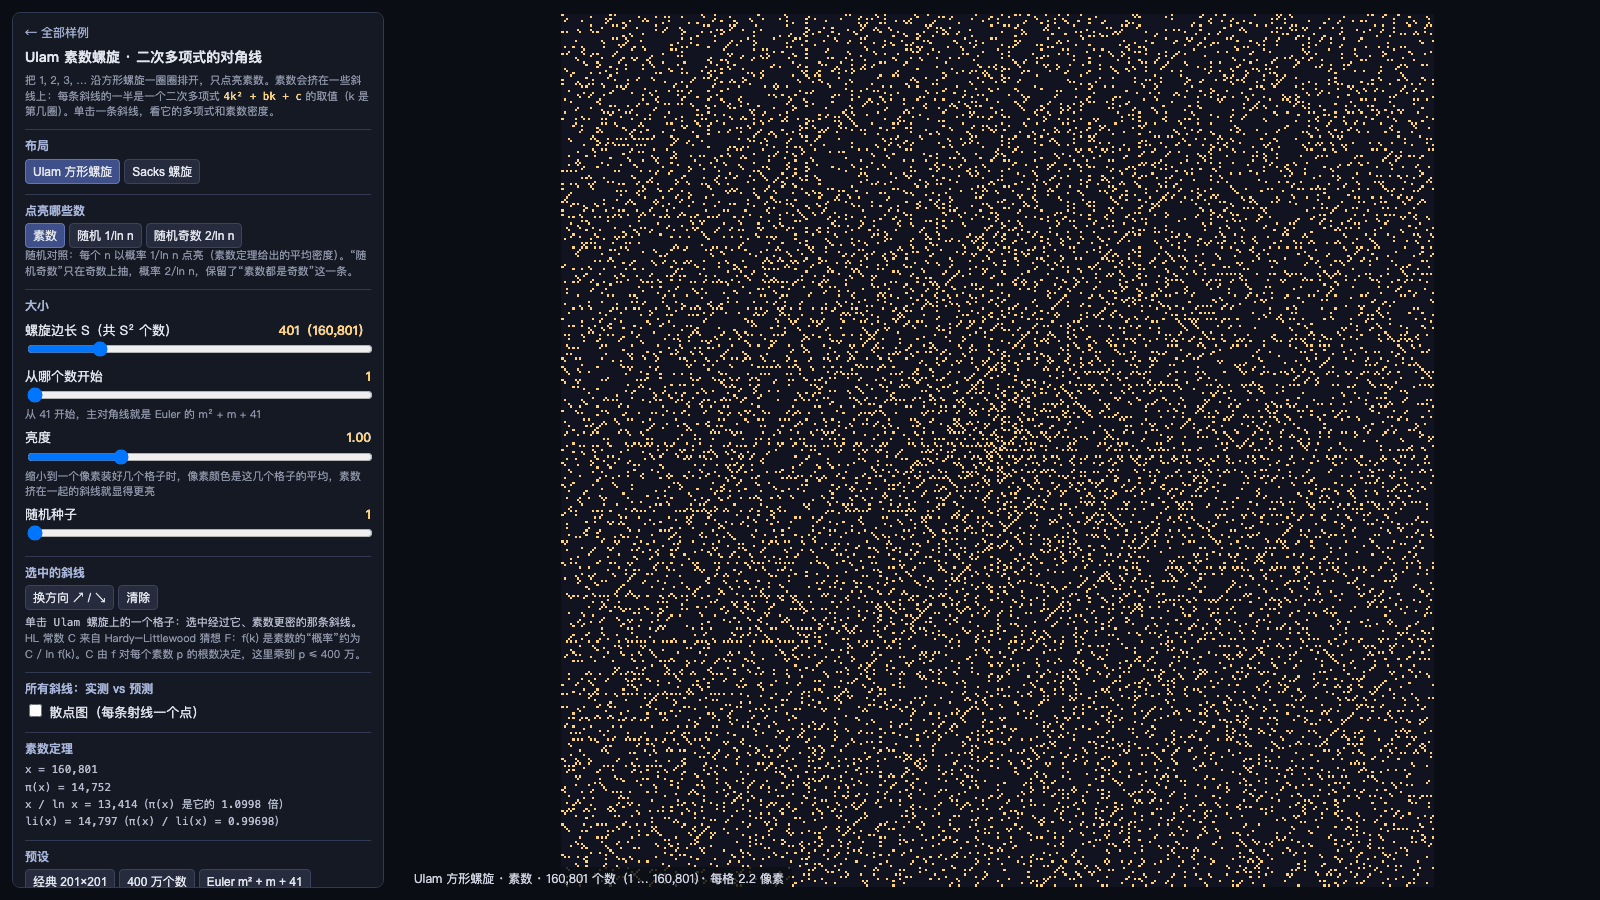 ← 全部样例
Ulam 素数螺旋 · 二次多项式的对角线
把 1, 2, 3, … 沿方形螺旋一圈圈排开，只点亮素数。素数会挤在一些斜
线上：每条斜线的一半是一个二次多项式 4k² + bk + c 的取值（k 是
第几圈）。单击一条斜线，看它的多项式和素数密度。
布局
Ulam 方形螺旋 Sacks 螺旋
点亮哪些数
素数 随机 1/ln n 随机奇数 2/ln n
随机对照：每个 n 以概率 1/ln n 点亮（素数定理给出的平均密度）。“随
机奇数”只在奇数上抽，概率 2/ln n，保留了“素数都是奇数”这一条。
大小
螺旋边长 S（共 S² 个数） 401（160,801）
从哪个数开始 1
从 41 开始，主对角线就是 Euler 的 m² + m + 41
亮度 1.00
缩小到一个像素装好几个格子时，像素颜色是这几个格子的平均，素数
挤在一起的斜线就显得更亮
随机种子 1
选中的斜线
换方向 ↗ / ↘ 清除
单击 Ulam 螺旋上的一个格子：选中经过它、素数更密的那条斜线。
HL 常数 C 来自 Hardy–Littlewood 猜想 F：f(k) 是素数的“概率”约为
C / ln f(k)。C 由 f 对每个素数 p 的根数决定，这里乘到 p ≤ 400 万。
所有斜线：实测 vs 预测
散点图（每条射线一个点）
素数定理
x = 160,801
π(x) = 14,752
x / ln x = 13,414（π(x) 是它的 1.0998 倍）
li(x) = 14,797（π(x) / li(x) = 0.99698）
预设
经典 201×201 400 万个数 Euler m² + m + 41
Ulam 方形螺旋 · 素数 · 160,801 个数（1 … 160,801）· 每格 2.2 像素